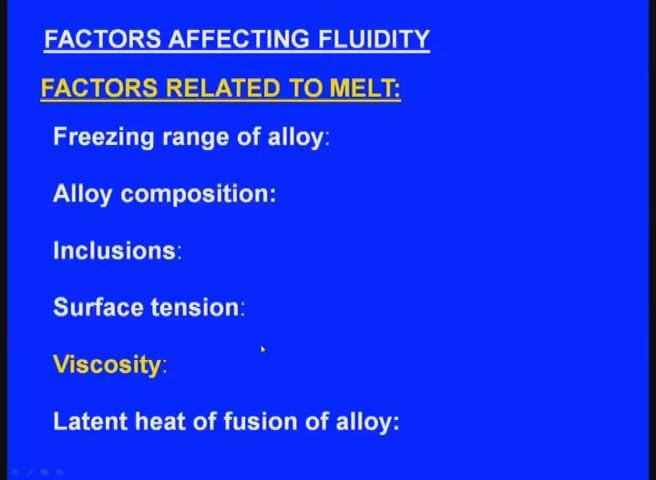 FACTORS AFFECTING FLUIDITY
FACTORS RELATED TO MELT:
Freezing range of alloy:
Alloy composition:
Inclusions:
Surface tension:
Viscosity:
Latent heat of fusion of alloy: